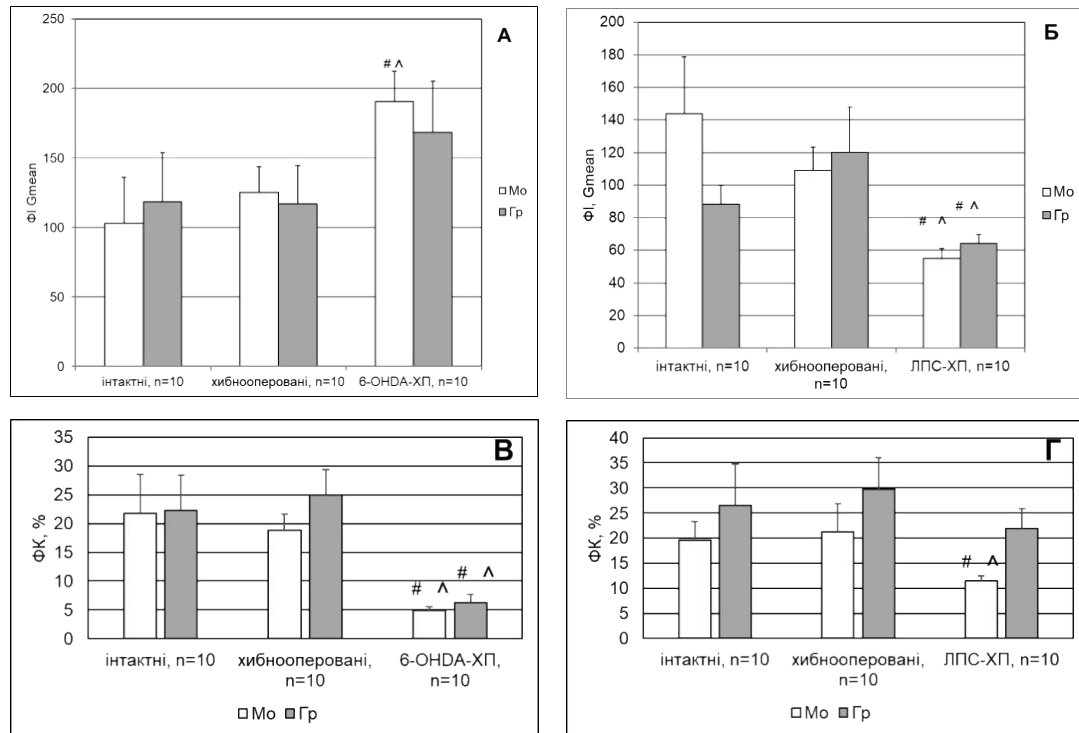 А
250
200
150
100
50
0
ФІ Gmean
# ^
інтактні, n=10
хибнооперовані, n=10
6-OHDA-ХП, n=10
Мо
Гр
Б
200
180
160
140
120
100
80
60
40
20
0
ФІ, Gmean
# ^
# ^
інтактні, n=10
хибнооперовані,
n=10
ЛПС-ХП, n=10
Мо
Гр
В
35
30
25
20
15
10
5
0
ФК, %
# ^
# ^
інтактні, n=10
хибнооперовані,
n=10
6-OHDA-ХП,
n=10
Мо
Гр
Г
40
35
30
25
20
15
10
5
0
ФК, %
# ^
інтактні, n=10
хибнооперовані,
n=10
ЛПС-ХП, n=10
Мо
Гр